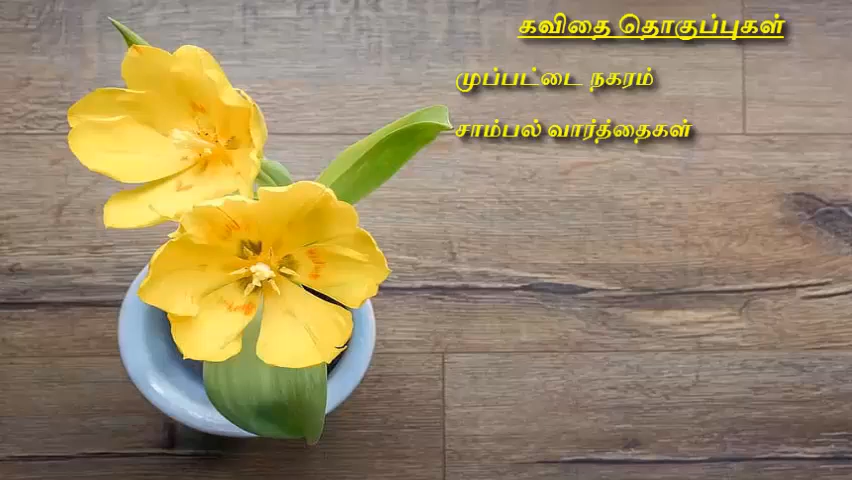 கவிதை தொகுப்புகள்
முப்பட்டை நகரம்
சாம்பல் வார்த்தைகள்